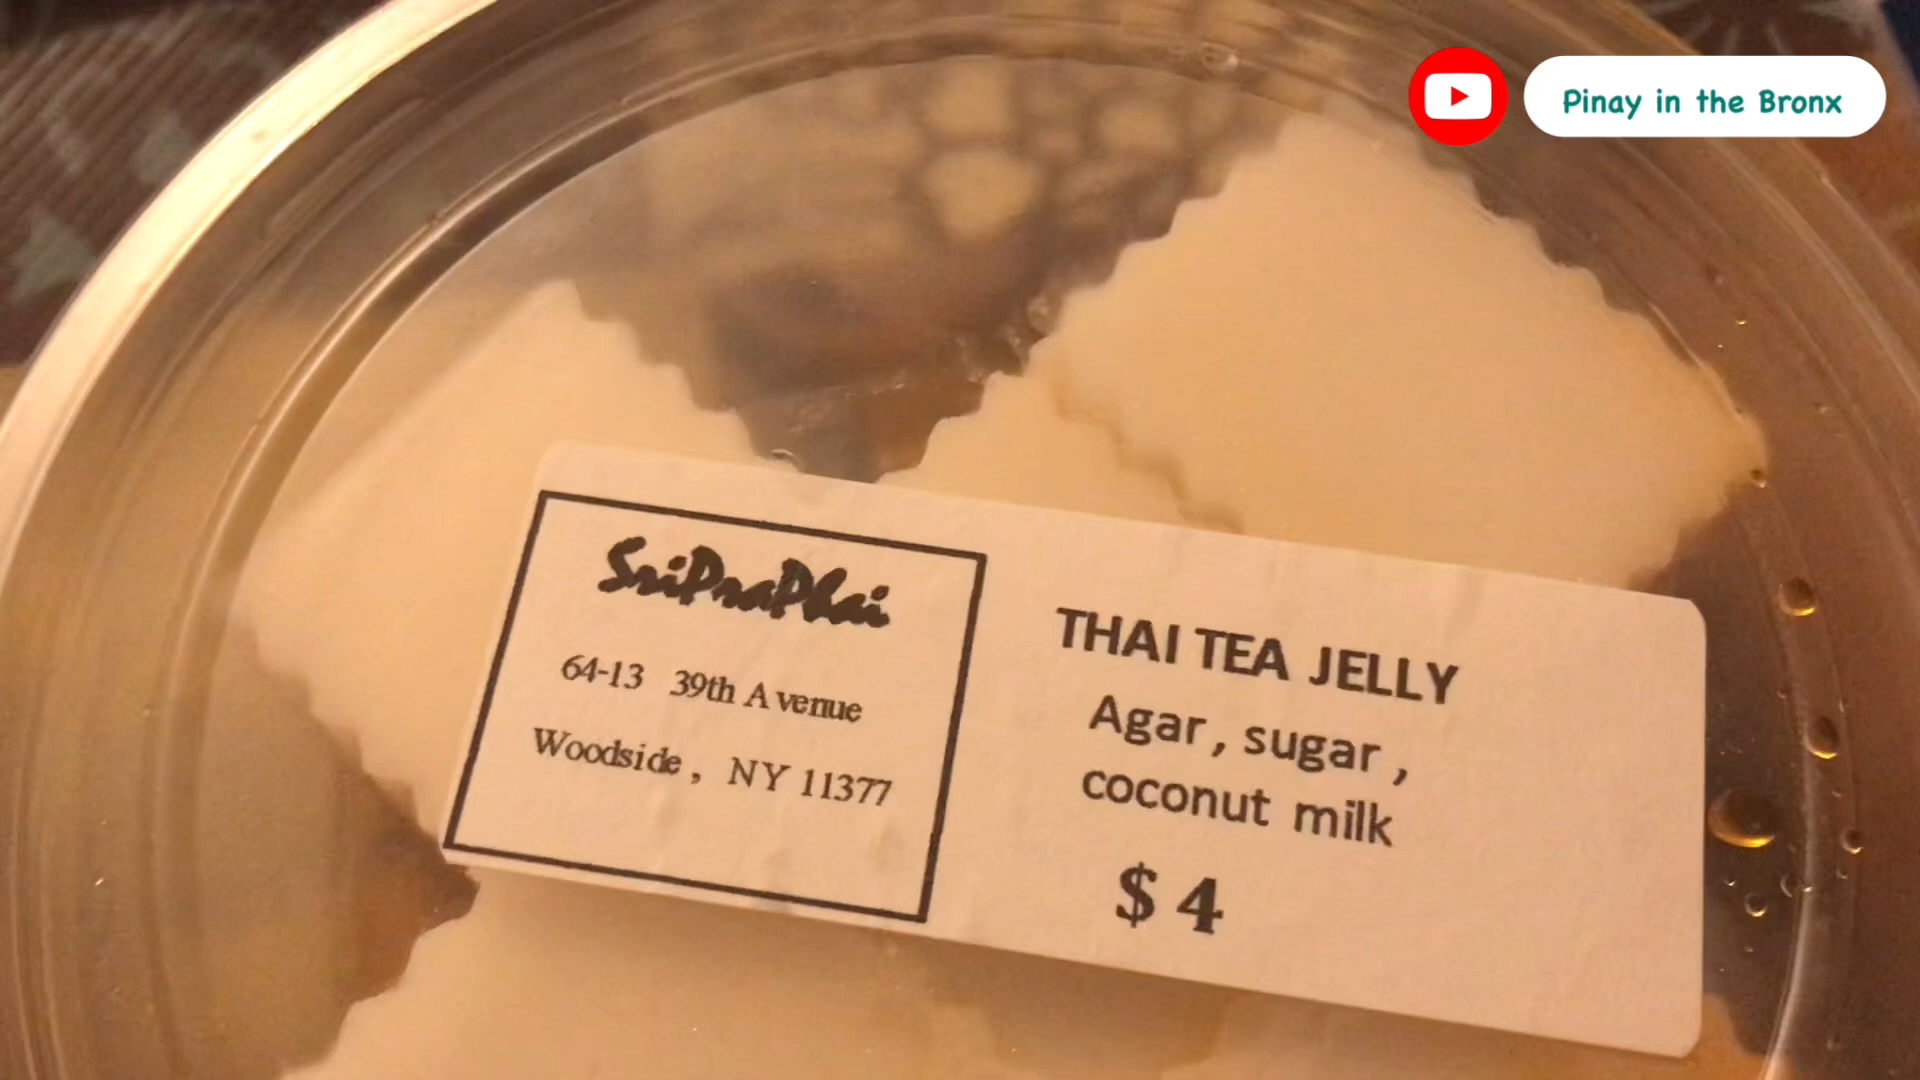 Pinay in the Bronx
SriPraPhai
64-13 39th Avenue
Woodside, NY 11377
THAI TEA JELLY
Agar, sugar,
coconut milk
$4